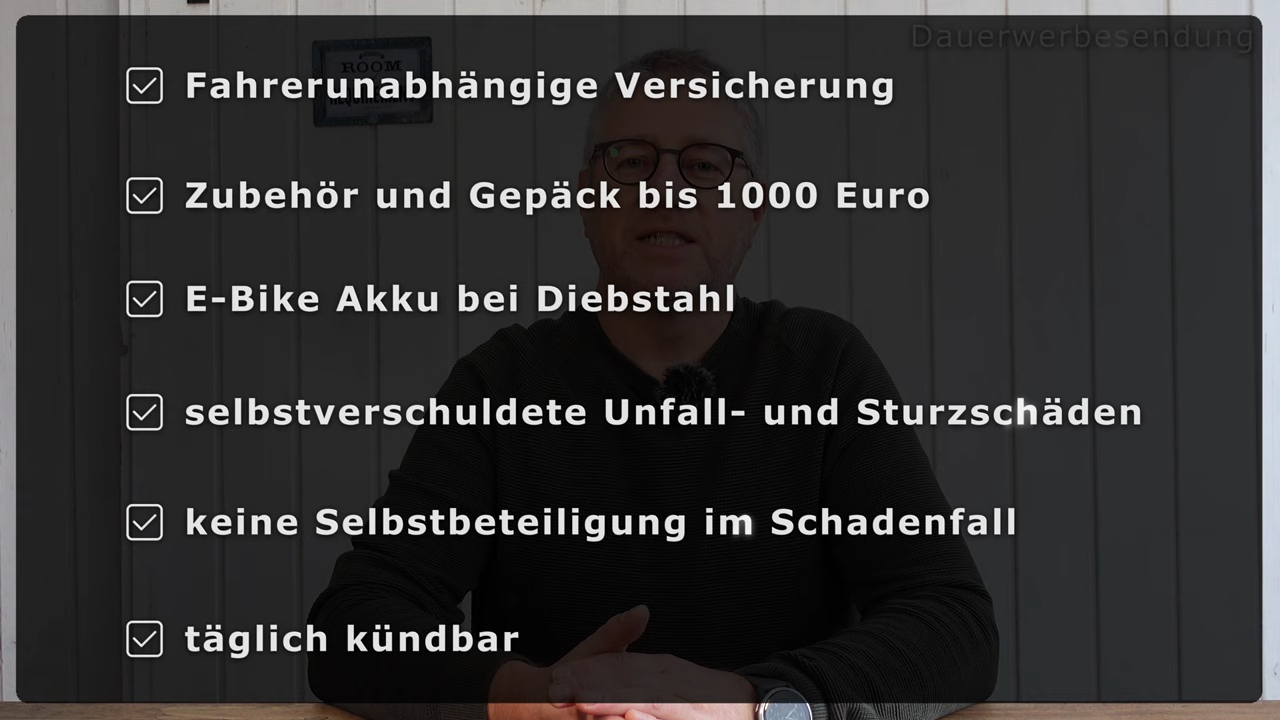 Dauerwerbesendung
ROOM
Fahrerunabhängige Versicherung
Zubehör und Gepäck bis 1000 Euro
E-Bike Akku bei Diebstahl
selbstverschuldete Unfall- und Sturzschäden
keine Selbstbeteiligung im Schadenfall
täglich kündbar